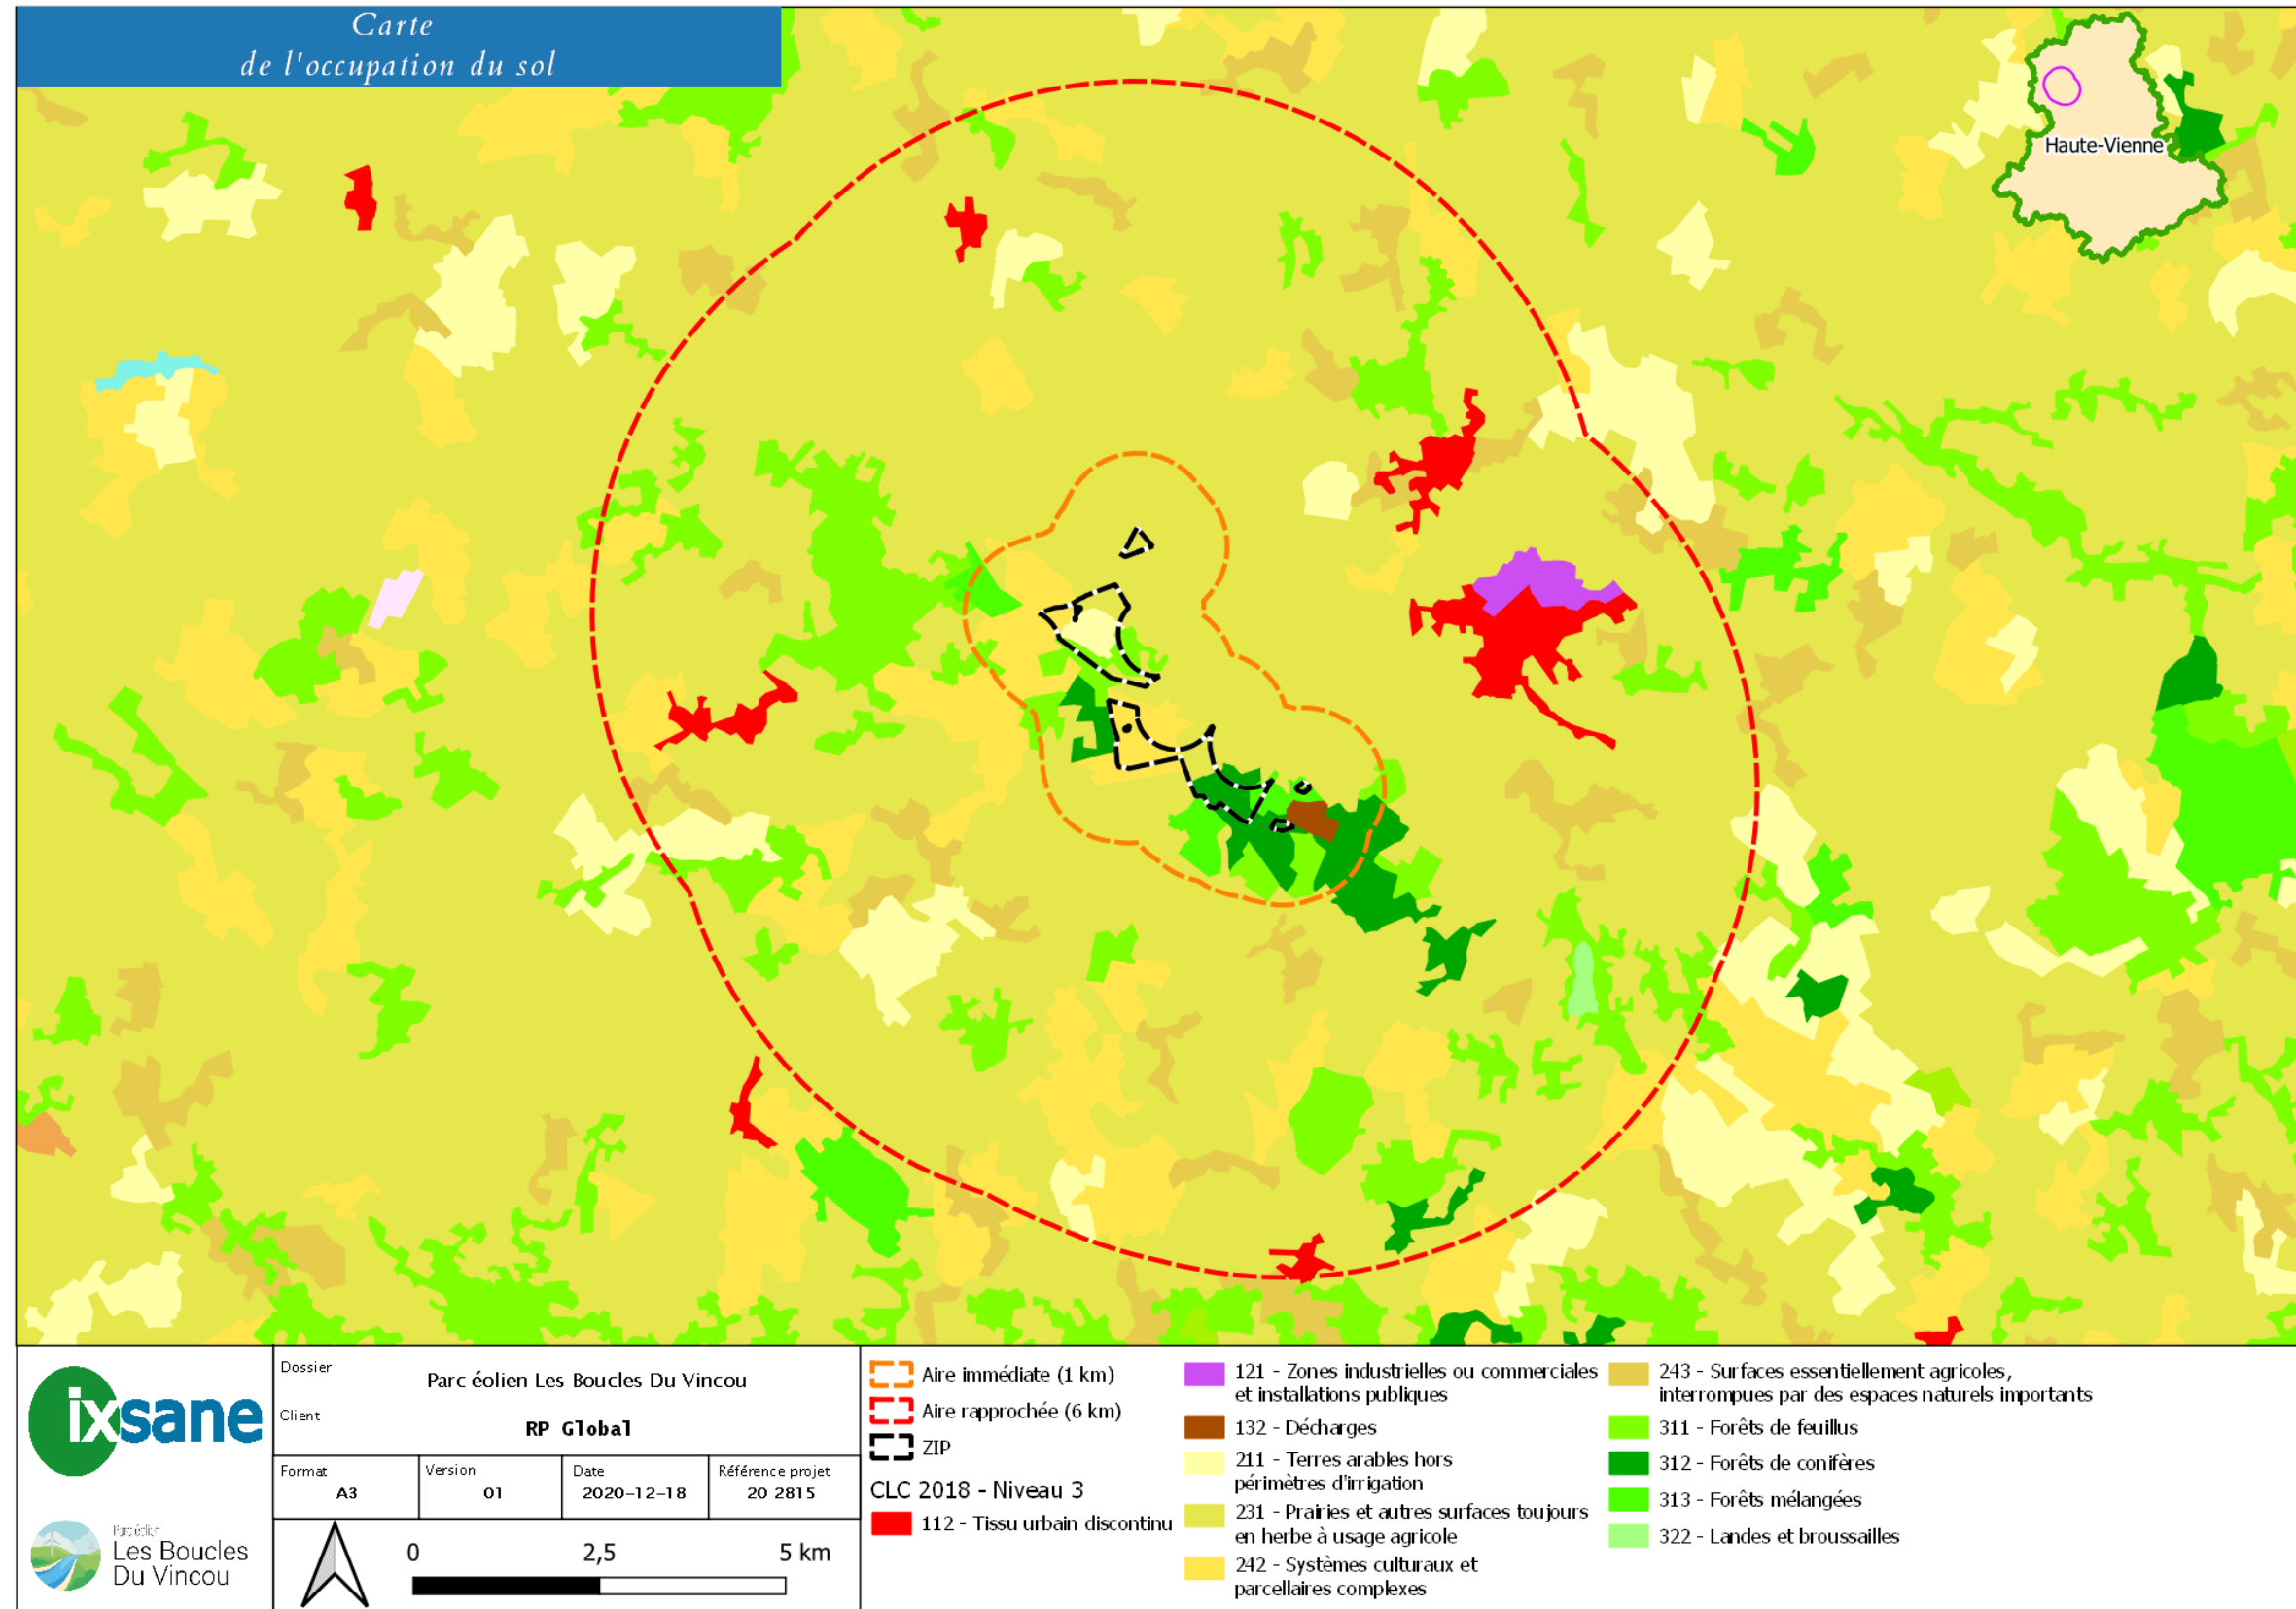 Carte
de l'occupation du sol
Haute-Vienne
ixsane
Parc éolien
Les Boucles
Du Vincou
Dossier
Parc éolien Les Boucles Du Vincou
Client
RP Global
Format
A3
Version
01
Date
2020-12-18
Référence projet
20 2815
0 2,5 5 km
Aire immédiate (1 km)
Aire rapprochée (6 km)
ZIP
CLC 2018 - Niveau 3
112 - Tissu urbain discontinu
121 - Zones industrielles ou commerciales
et installations publiques
132 - Décharges
211 - Terres arables hors
périmètres d'irrigation
231 - Prairies et autres surfaces toujours
en herbe à usage agricole
242 - Systèmes culturaux et
parcellaires complexes
243 - Surfaces essentiellement agricoles,
interrompues par des espaces naturels importants
311 - Forêts de feuillus
312 - Forêts de conifères
313 - Forêts mélangées
322 - Landes et broussailles